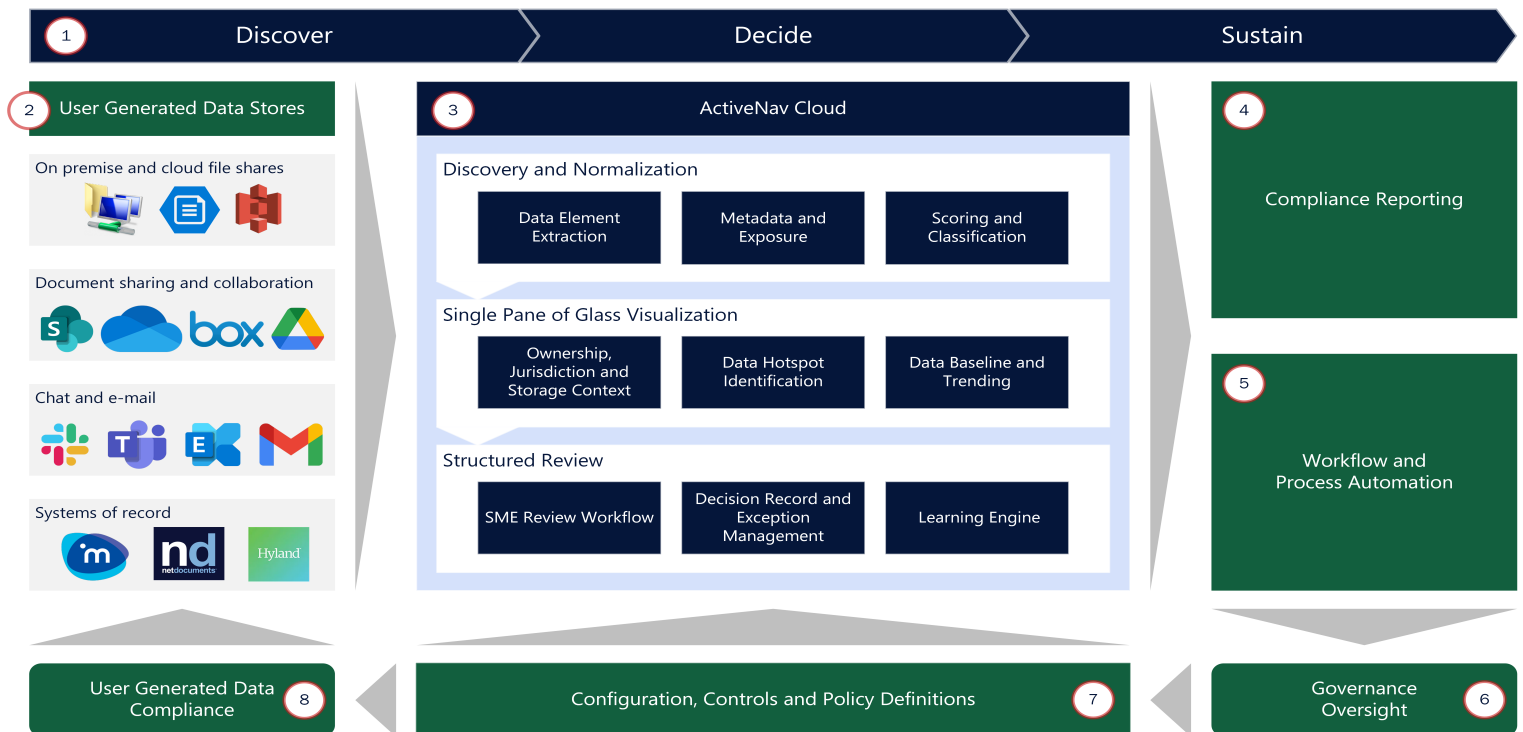 1
Discover
Decide
Sustain
2
User Generated Data Stores
On premise and cloud file shares
Document sharing and collaboration
S
box
Chat and e-mail
T
E
Systems of record
m
nd
netdocuments
Hyland
3
ActiveNav Cloud
Discovery and Normalization
Data Element
Extraction
Metadata and
Exposure
Scoring and
Classification
Single Pane of Glass Visualization
Ownership,
Jurisdiction and
Storage Context
Data Hotspot
Identification
Data Baseline and
Trending
Structured Review
SME Review Workflow
Decision Record and
Exception
Management
Learning Engine
4
Compliance Reporting
5
Workflow and
Process Automation
User Generated Data
Compliance
8
Configuration, Controls and Policy Definitions
7
Governance
Oversight
6